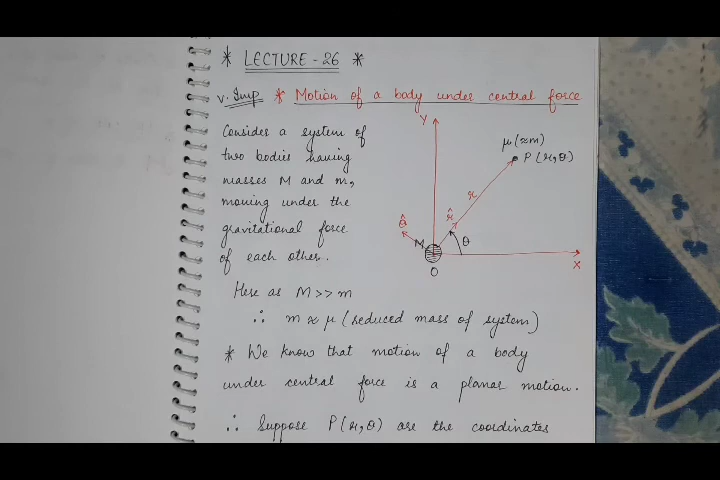 * LECTURE - 26 *
V. Imp * Motion of a body under central force
Consider a system of
two bodies having
masses M and m,
moving under the
gravitational force
of each other.
Y
μ(≈m)
P(r,θ)
r
r̂
θ̂
M
θ
O
X
Here as M>>m
∴ m ≈ μ (reduced mass of system)
* We know that motion of a body
under central force is a planar motion.
∴ Suppose P(r,θ) are the coordinates